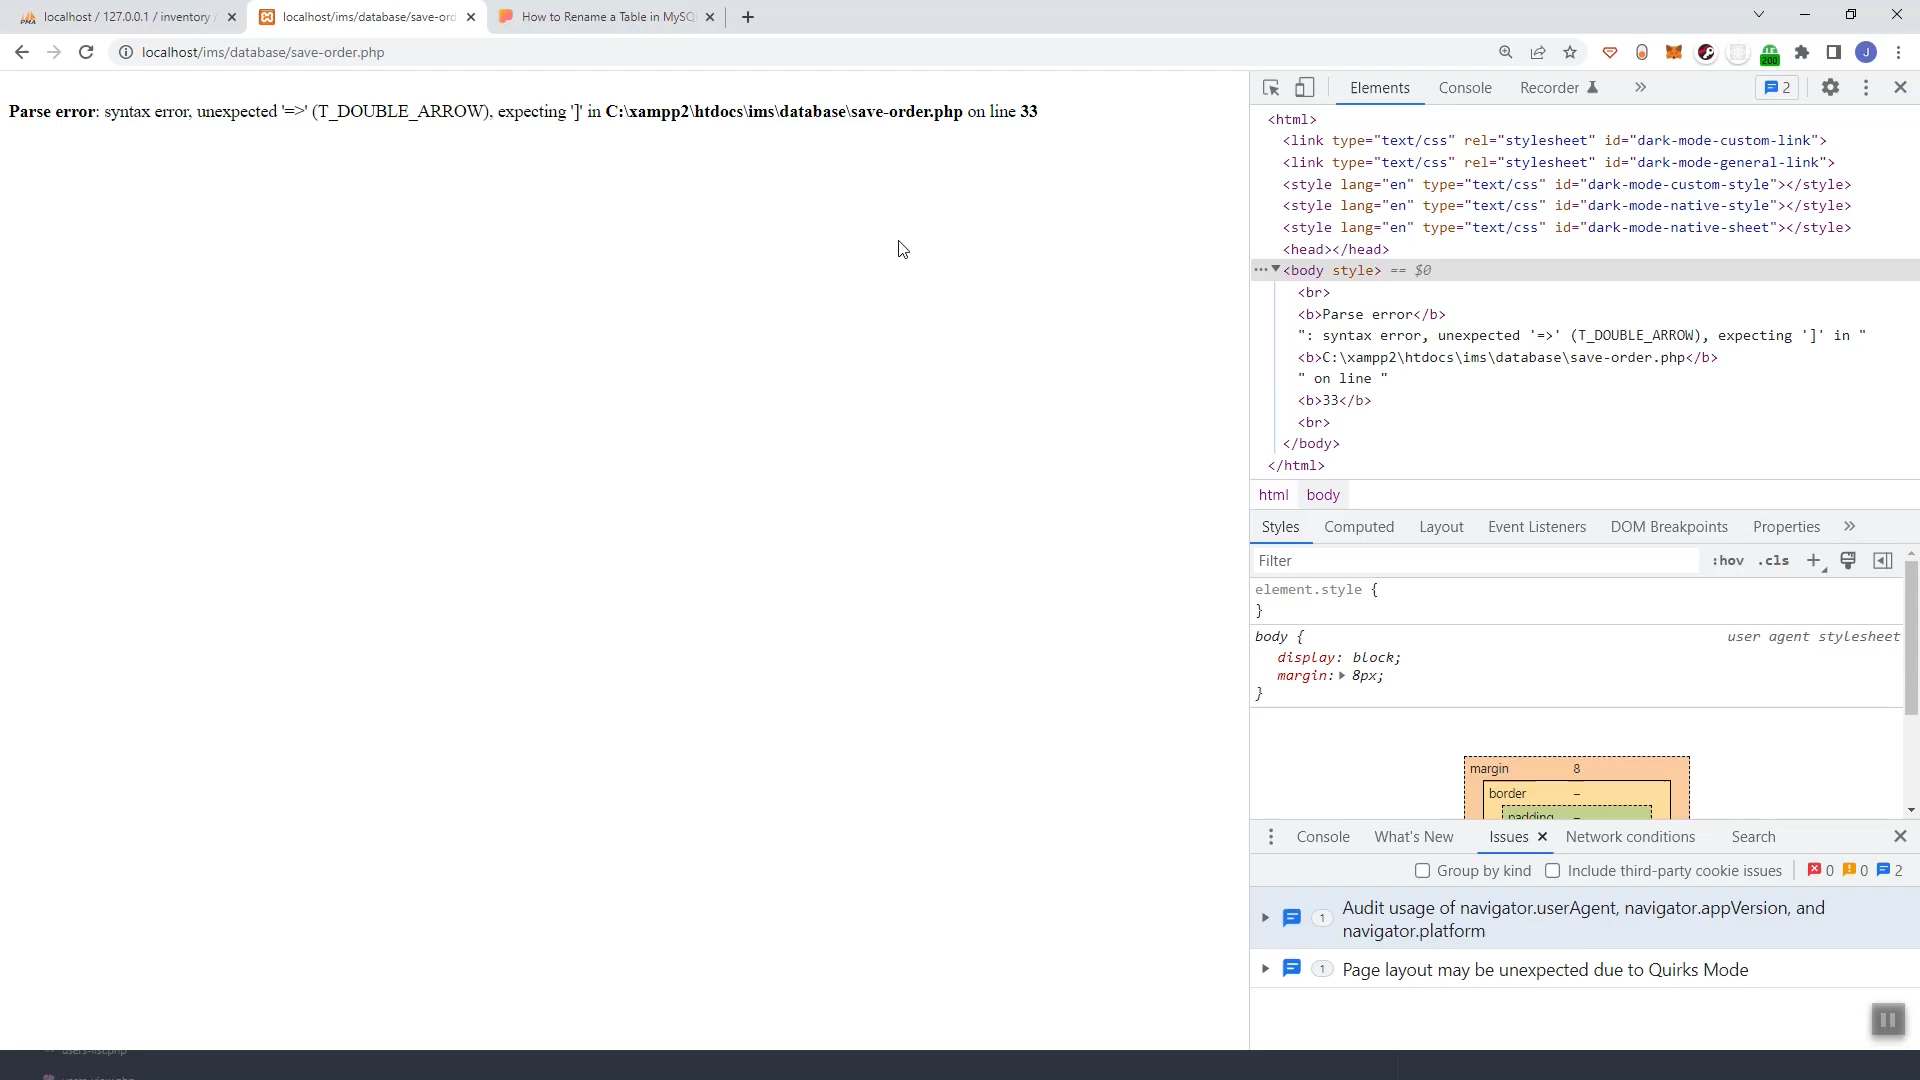 localhost / 127.0.0.1 / inventory
localhost/ims/database/save-ord
How to Rename a Table in MySQ
localhost/ims/database/save-order.php
200
J
Parse error: syntax error, unexpected '=>' (T_DOUBLE_ARROW), expecting ']' in C:\xampp2\htdocs\ims\database\save-order.php on line 33
Elements
Console
Recorder
2
<html>
<link type="text/css" rel="stylesheet" id="dark-mode-custom-link">
<link type="text/css" rel="stylesheet" id="dark-mode-general-link">
<style lang="en" type="text/css" id="dark-mode-custom-style"></style>
<style lang="en" type="text/css" id="dark-mode-native-style"></style>
<style lang="en" type="text/css" id="dark-mode-native-sheet"></style>
<head></head>
<body style> == $0
<br>
<b>Parse error</b>
": syntax error, unexpected '=>' (T_DOUBLE_ARROW), expecting ']' in "
<b>C:\xampp2\htdocs\ims\database\save-order.php</b>
" on line "
<b>33</b>
<br>
</body>
</html>
html body
Styles Computed Layout Event Listeners DOM Breakpoints Properties
Filter
:hov .cls
element.style {
}
body { user agent stylesheet
display: block;
margin: 8px;
}
margin 8
border –
padding –
Console What's New Issues Network conditions Search
Group by kind Include third-party cookie issues 0 0 2
1 Audit usage of navigator.userAgent, navigator.appVersion, and
navigator.platform
1 Page layout may be unexpected due to Quirks Mode
users-list.php